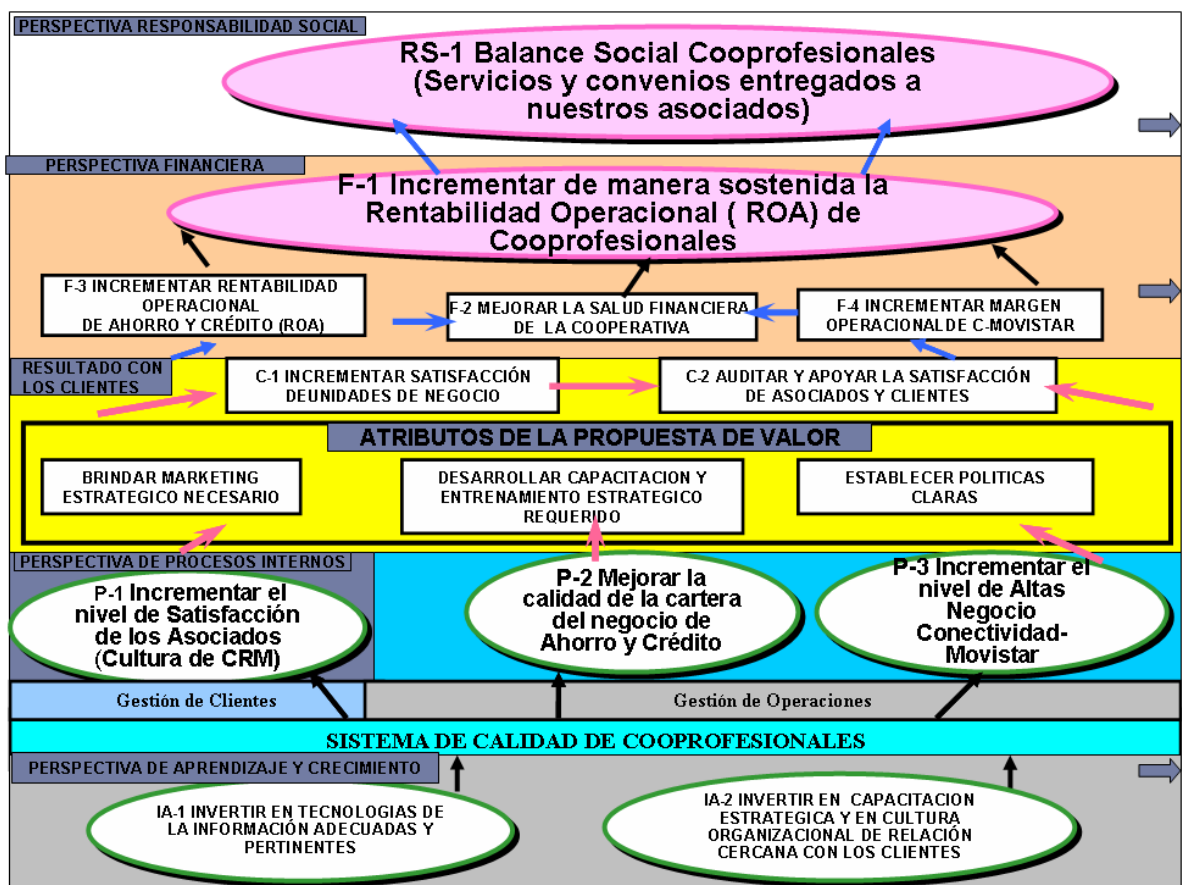 PERSPECTIVA RESPONSABILIDAD SOCIAL
RS-1 Balance Social Cooprofesionales
(Servicios y convenios entregados a
nuestros asociados)
PERSPECTIVA FINANCIERA
F-1 Incrementar de manera sostenida la
Rentabilidad Operacional ( ROA) de
Cooprofesionales
F-3 INCREMENTAR RENTABILIDAD
OPERACIONAL
DE AHORRO Y CRÉDITO (ROA)
F-2 MEJORAR LA SALUD FINANCIERA
DE LA COOPERATIVA
F-4 INCREMENTAR MARGEN
OPERACIONAL DE C-MOVISTAR
RESULTADO CON
LOS CLIENTES
C-1 INCREMENTAR SATISFACCIÓN
DEUNIDADES DE NEGOCIO
C-2 AUDITAR Y APOYAR LA SATISFACCIÓN
DE ASOCIADOS Y CLIENTES
ATRIBUTOS DE LA PROPUESTA DE VALOR
BRINDAR MARKETING
ESTRATEGICO NECESARIO
DESARROLLAR CAPACITACION Y
ENTRENAMIENTO ESTRATEGICO
REQUERIDO
ESTABLECER POLITICAS
CLARAS
PERSPECTIVA DE PROCESOS INTERNOS
P-1 Incrementar el
nivel de Satisfacción
de los Asociados
(Cultura de CRM)
P-2 Mejorar la
calidad de la cartera
del negocio de
Ahorro y Crédito
P-3 Incrementar el
nivel de Altas
Negocio
Conectividad-
Movistar
Gestión de Clientes
Gestión de Operaciones
SISTEMA DE CALIDAD DE COOPROFESIONALES
PERSPECTIVA DE APRENDIZAJE Y CRECIMIENTO
IA-1 INVERTIR EN TECNOLOGIAS DE
LA INFORMACIÓN ADECUADAS Y
PERTINENTES
IA-2 INVERTIR EN CAPACITACION
ESTRATEGICA Y EN CULTURA
ORGANIZACIONAL DE RELACIÓN
CERCANA CON LOS CLIENTES